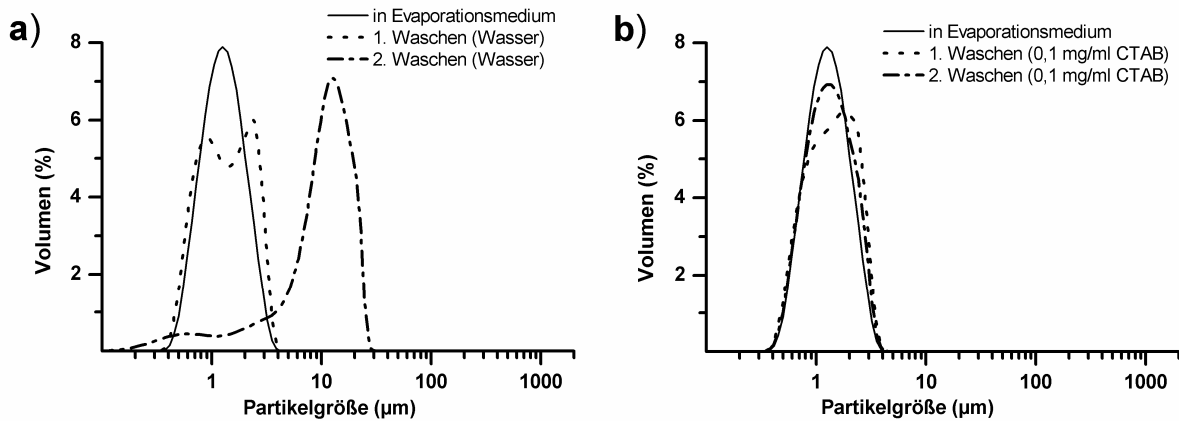 a)
in Evaporationsmedium
1. Waschen (Wasser)
2. Waschen (Wasser)
8
6
4
2
Volumen (%)
1 10 100 1000
Partikelgröße (µm)
b)
in Evaporationsmedium
1. Waschen (0,1 mg/ml CTAB)
2. Waschen (0,1 mg/ml CTAB)
8
6
4
2
Volumen (%)
1 10 100 1000
Partikelgröße (µm)